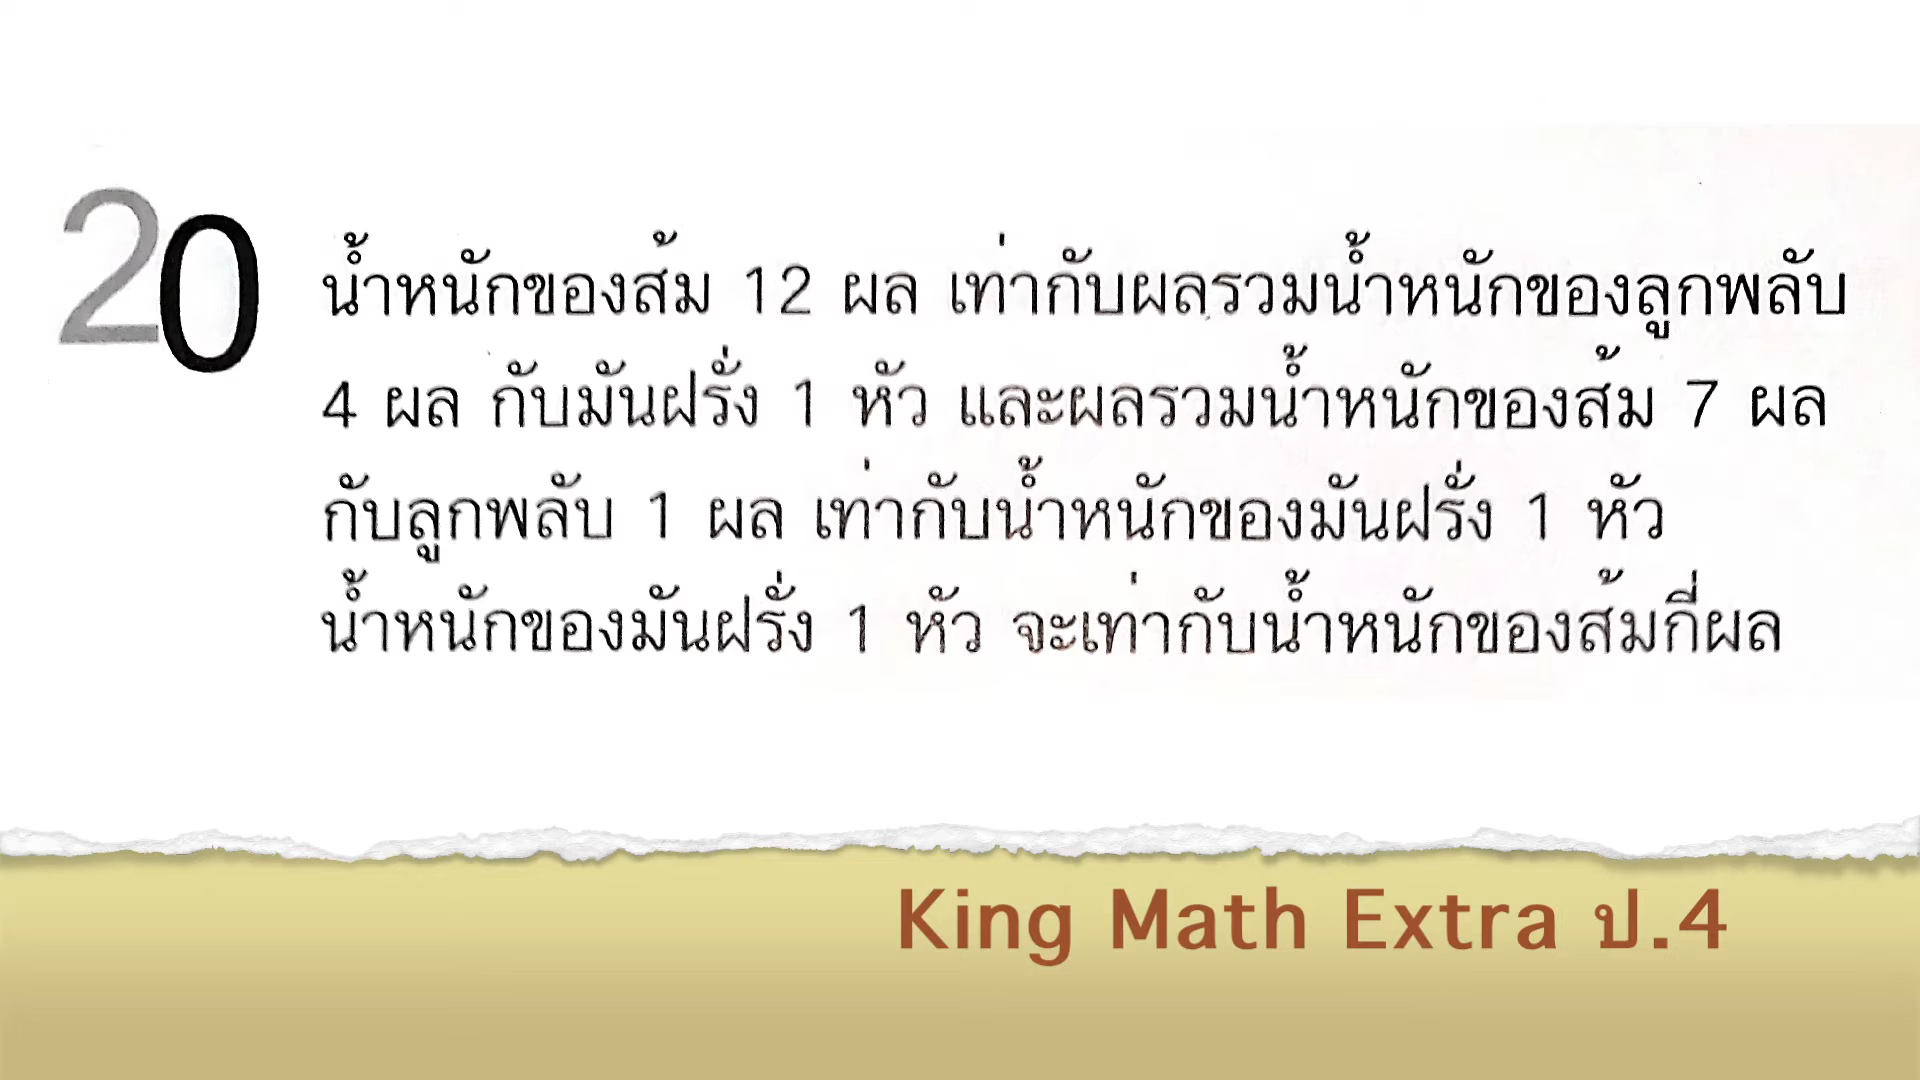 20
น้ำหนักของส้ม 12 ผล เท่ากับผลรวมน้ำหนักของลูกพลับ
4 ผล กับมันฝรั่ง 1 หัว และผลรวมน้ำหนักของส้ม 7 ผล
กับลูกพลับ 1 ผล เท่ากับน้ำหนักของมันฝรั่ง 1 หัว
น้ำหนักของมันฝรั่ง 1 หัว จะเท่ากับน้ำหนักของส้มกี่ผล
King Math Extra ป.4